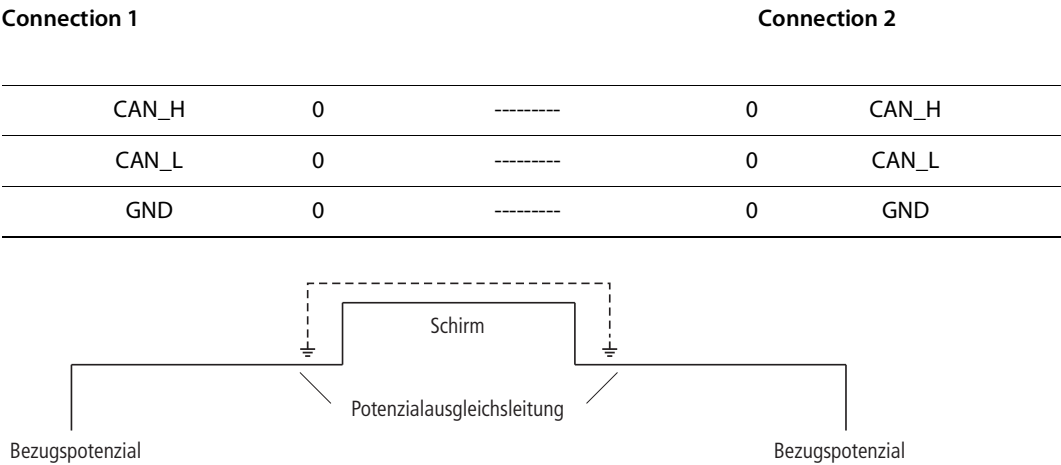 Connection 1 Connection 2
CAN_H 0 --------- 0 CAN_H
CAN_L 0 --------- 0 CAN_L
GND 0 --------- 0 GND
Schirm
Potenzialausgleichsleitung
Bezugspotenzial Bezugspotenzial